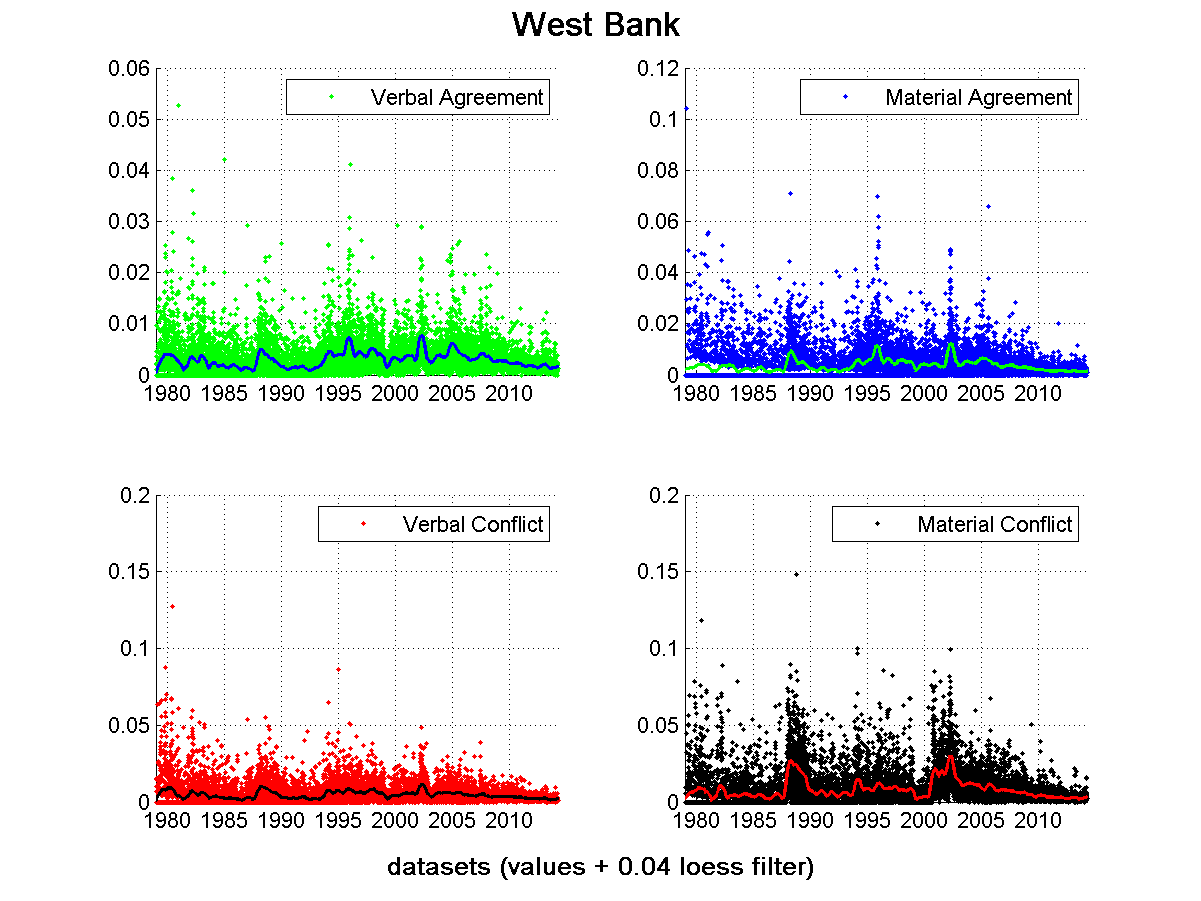 West Bank
Verbal Agreement
0.06
0.05
0.04
0.03
0.02
0.01
0
1980 1985 1990 1995 2000 2005 2010
Material Agreement
0.12
0.1
0.08
0.06
0.04
0.02
0
1980 1985 1990 1995 2000 2005 2010
Verbal Conflict
0.2
0.15
0.1
0.05
0
1980 1985 1990 1995 2000 2005 2010
Material Conflict
0.2
0.15
0.1
0.05
0
1980 1985 1990 1995 2000 2005 2010
datasets (values + 0.04 loess filter)